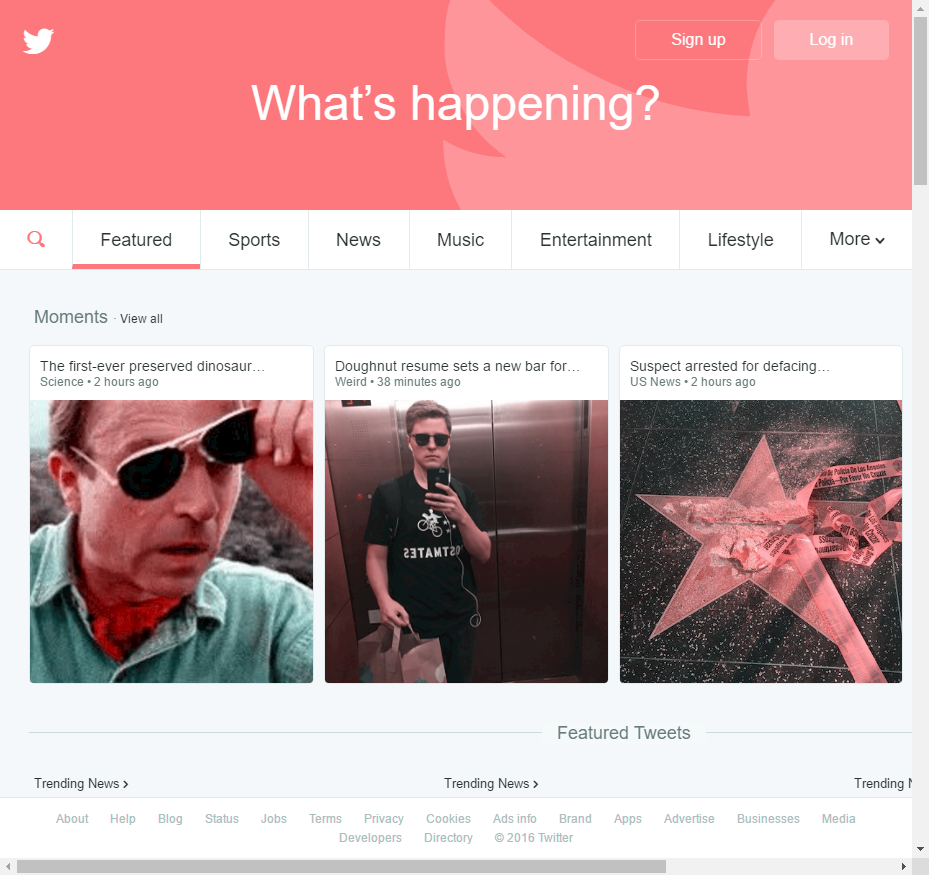 Sign up
Log in
What's happening?
Featured
Sports
News
Music
Entertainment
Lifestyle
More
Moments · View all
The first-ever preserved dinosaur…
Science • 2 hours ago
Doughnut resume sets a new bar for…
Weird • 38 minutes ago
Suspect arrested for defacing…
US News • 2 hours ago
POSTMATES
Featured Tweets
Trending News
Trending News
Trending
About Help Blog Status Jobs Terms Privacy Cookies Ads info Brand Apps Advertise Businesses Media
Developers Directory © 2016 Twitter